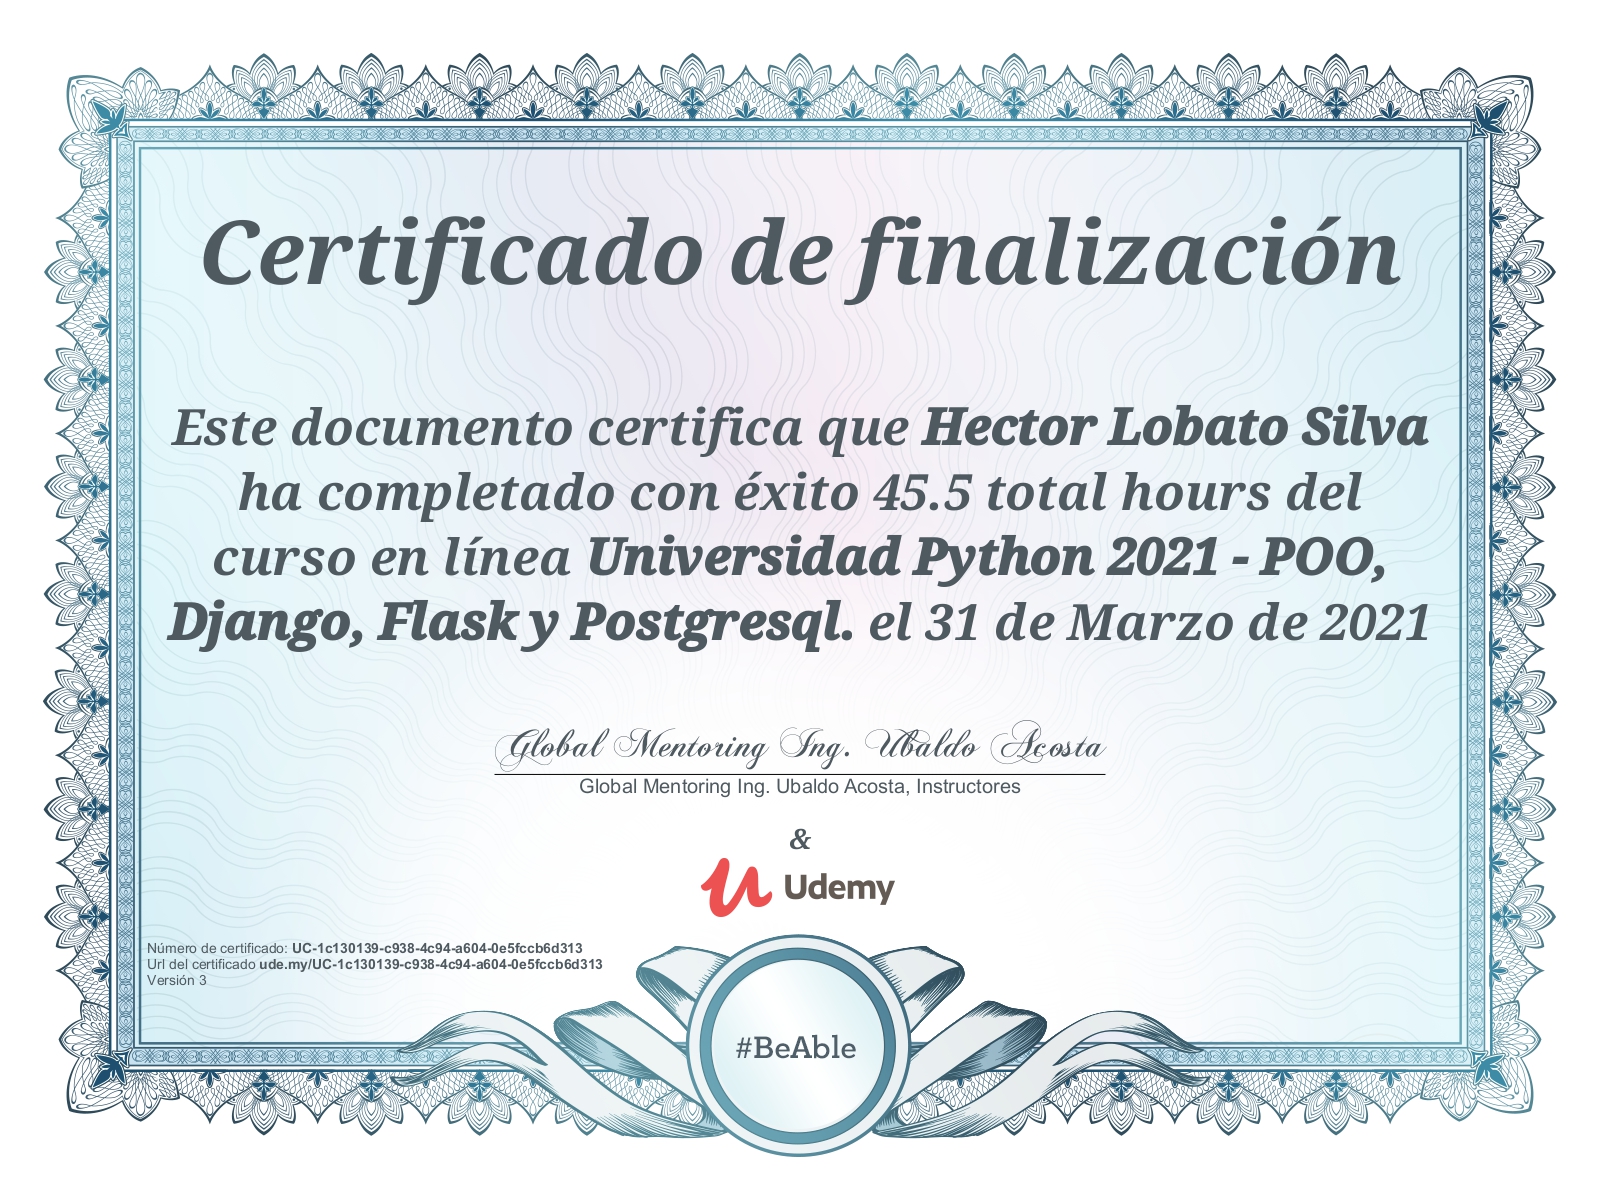 Certificado de finalización
Este documento certifica que Hector Lobato Silva
ha completado con éxito 45.5 total hours del
curso en línea Universidad Python 2021 - POO,
Django, Flask y Postgresql. el 31 de Marzo de 2021
Global Mentoring Ing. Ubaldo Acosta
Global Mentoring Ing. Ubaldo Acosta, Instructores
&
Udemy
Número de certificado: UC-1c130139-c938-4c94-a604-0e5fccb6d313
Url del certificado ude.my/UC-1c130139-c938-4c94-a604-0e5fccb6d313
Versión 3
#BeAble